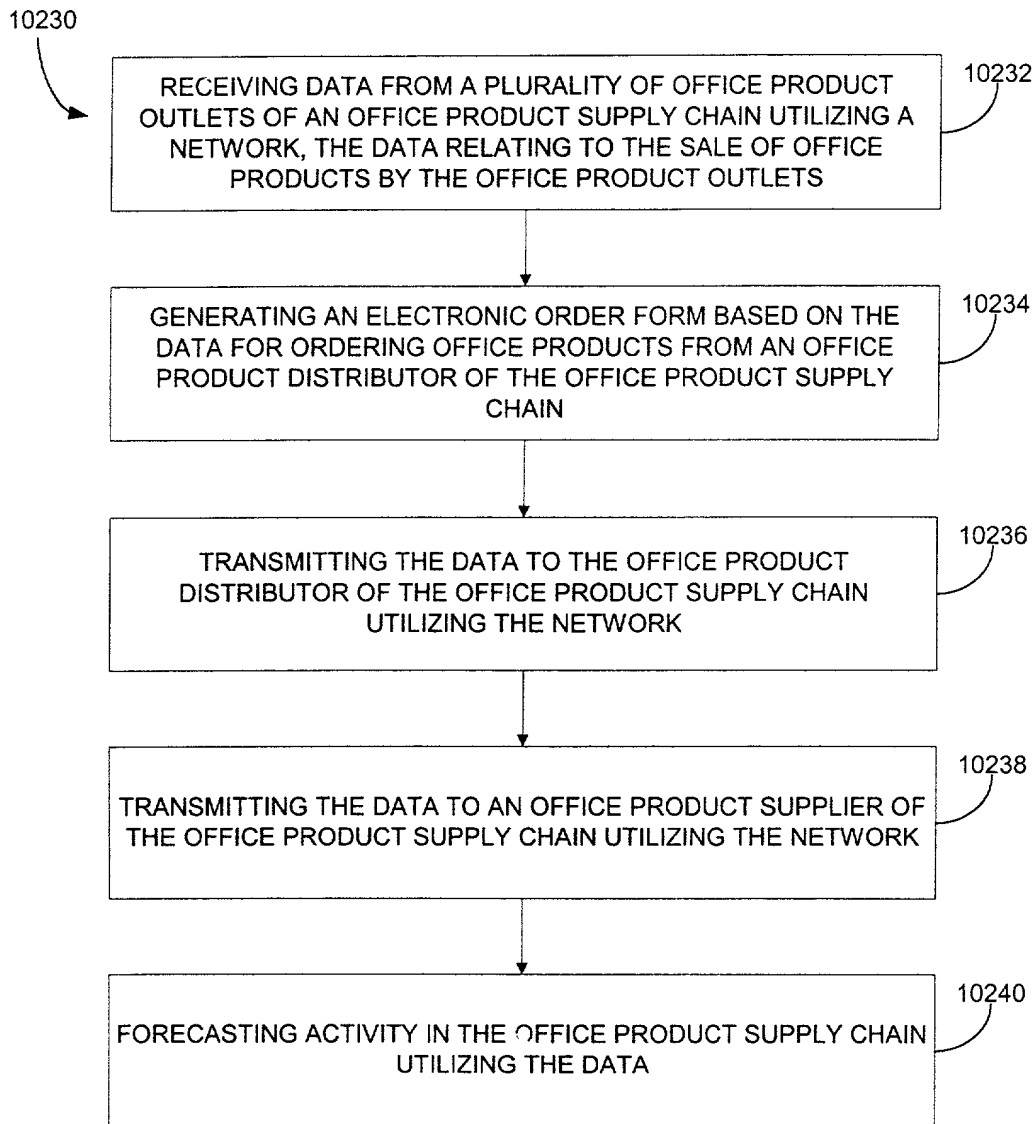 10230
RECEIVING DATA FROM A PLURALITY OF OFFICE PRODUCT
OUTLETS OF AN OFFICE PRODUCT SUPPLY CHAIN UTILIZING A
NETWORK, THE DATA RELATING TO THE SALE OF OFFICE
PRODUCTS BY THE OFFICE PRODUCT OUTLETS
10232
GENERATING AN ELECTRONIC ORDER FORM BASED ON THE
DATA FOR ORDERING OFFICE PRODUCTS FROM AN OFFICE
PRODUCT DISTRIBUTOR OF THE OFFICE PRODUCT SUPPLY
CHAIN
10234
TRANSMITTING THE DATA TO THE OFFICE PRODUCT
DISTRIBUTOR OF THE OFFICE PRODUCT SUPPLY CHAIN
UTILIZING THE NETWORK
10236
TRANSMITTING THE DATA TO AN OFFICE PRODUCT SUPPLIER OF
THE OFFICE PRODUCT SUPPLY CHAIN UTILIZING THE NETWORK
10238
FORECASTING ACTIVITY IN THE OFFICE PRODUCT SUPPLY CHAIN
UTILIZING THE DATA
10240